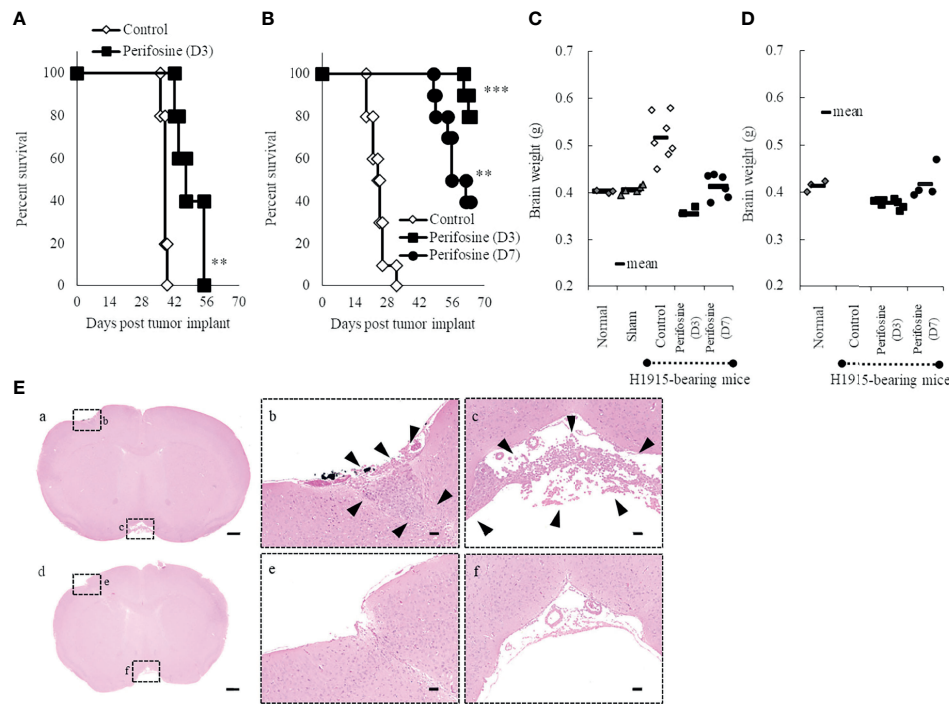 A
Control
Perifosine (D3)
Percent survival
100
80
60
40
20
0
**
0 14 28 42 56 70
Days post tumor implant
B
Percent survival
100
80
60
40
20
0
***
**
Control
Perifosine (D3)
Perifosine (D7)
0 14 28 42 56 70
Days post tumor implant
C
Brain weight (g)
0.7
0.6
0.5
0.4
0.3
0.2
mean
Normal
Sham
Control
Perifosine
(D3)
Perifosine
(D7)
H1915-bearing mice
D
Brain weight (g)
0.7
0.6
0.5
0.4
0.3
0.2
mean
Normal
Control
Perifosine
(D3)
Perifosine
(D7)
H1915-bearing mice
E
a
b
c
b
c
d
e
f
e
f